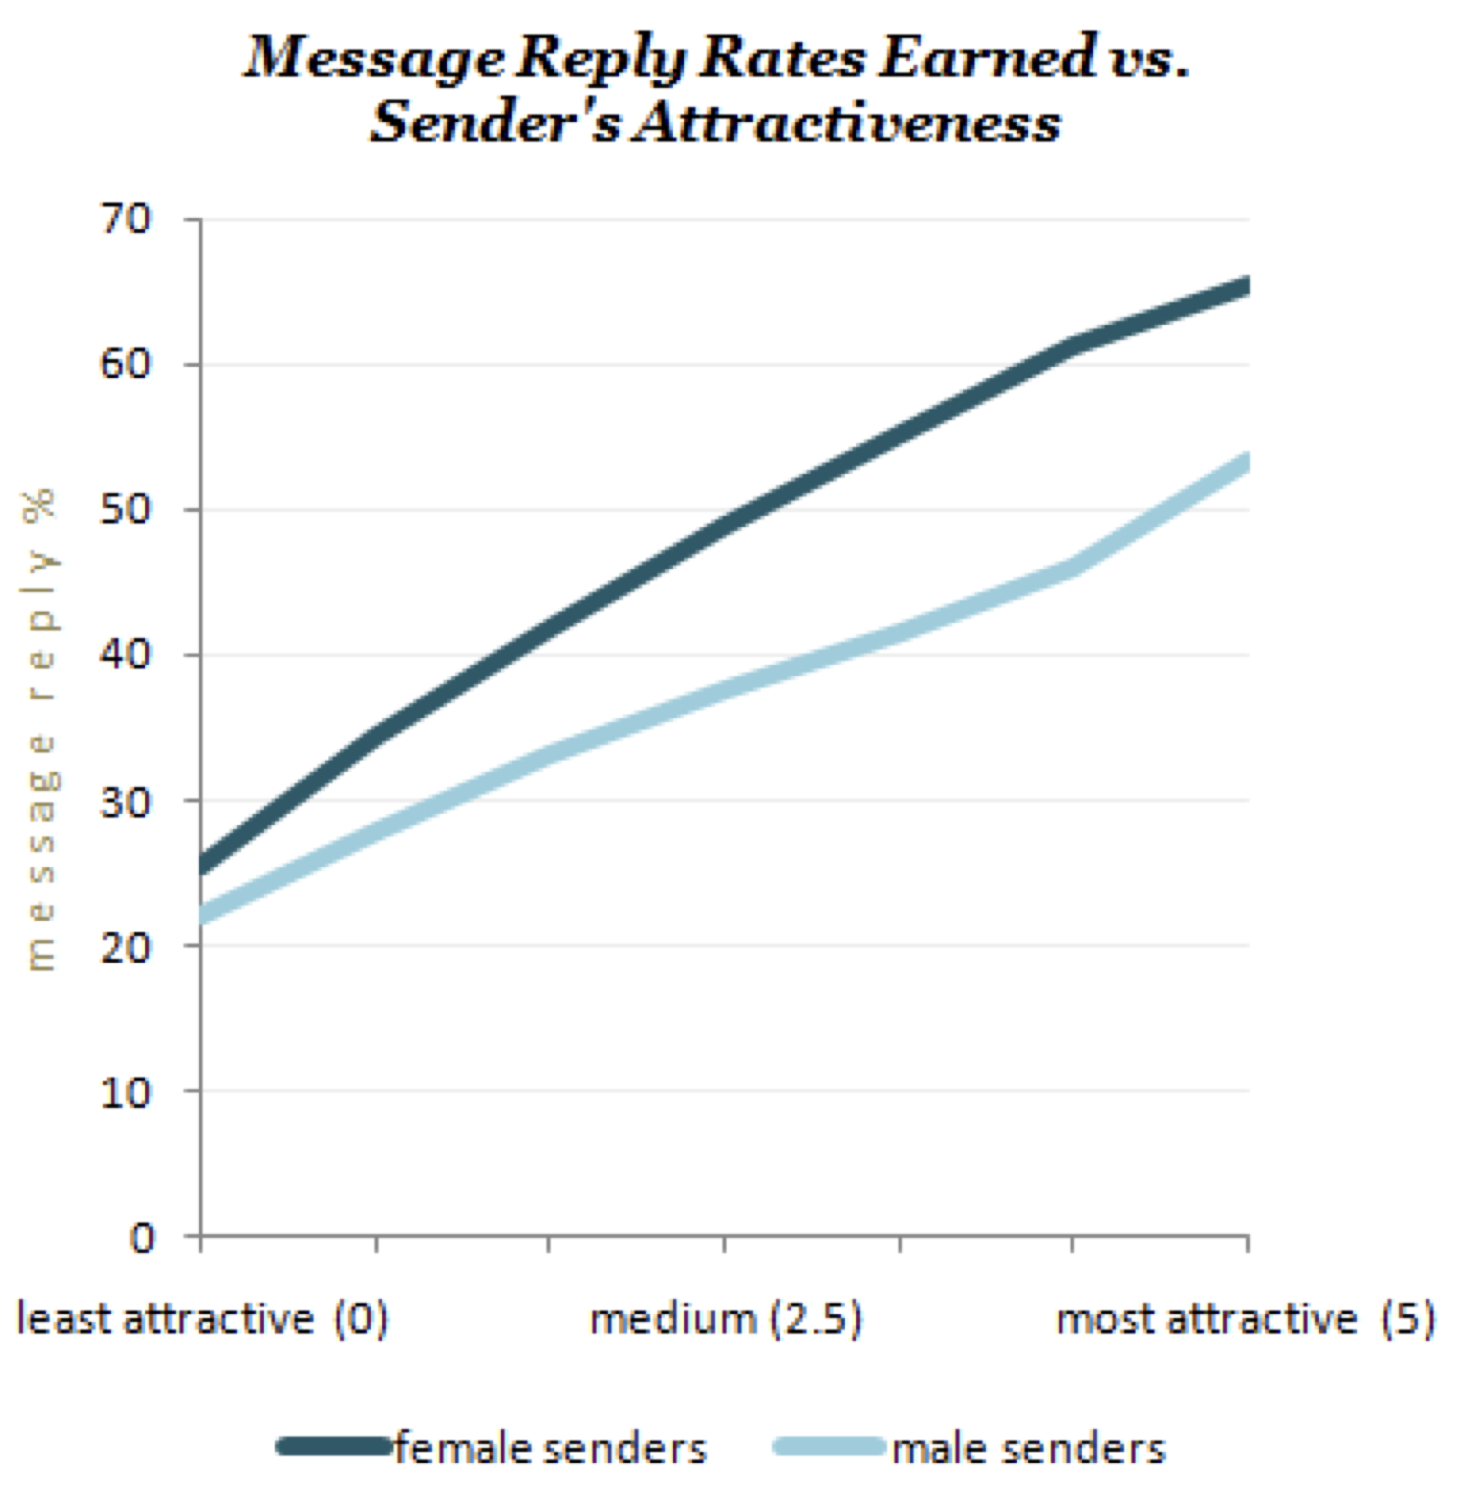 Message Reply Rates Earned vs.
Sender's Attractiveness
message reply %
70
60
50
40
30
20
10
0
least attractive (0)
medium (2.5)
most attractive (5)
female senders
male senders